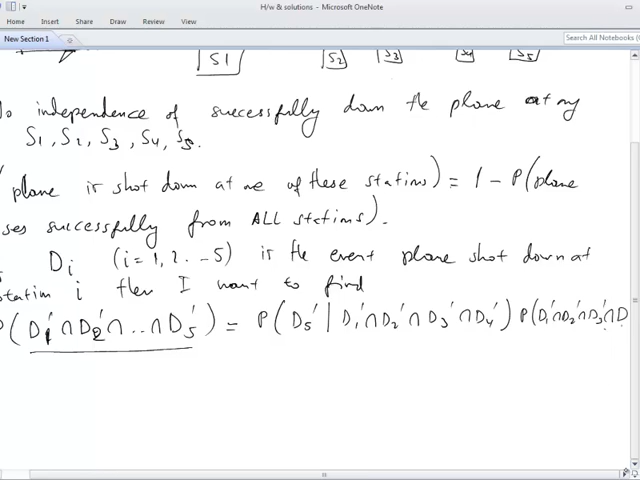 H/w & solutions - Microsoft OneNote
Home Insert Share Draw Review View
New Section 1
Search All Notebooks (
S1 S2 S3 S4 S5
No independence of successfully down the plane at any
S1, S2, S3, S4, S5.
plane is shot down at one of these stations) = 1 - P(plane
ses successfully from ALL stations).
Di (i = 1, 2. - 5) is the event plane shot down at
station i then I want to find
P(D1' ∩ D2' ∩ ... ∩ D5') = P(D5' | D1' ∩ D2' ∩ D3' ∩ D4') P(D1' ∩ D2' ∩ D3' ∩ D